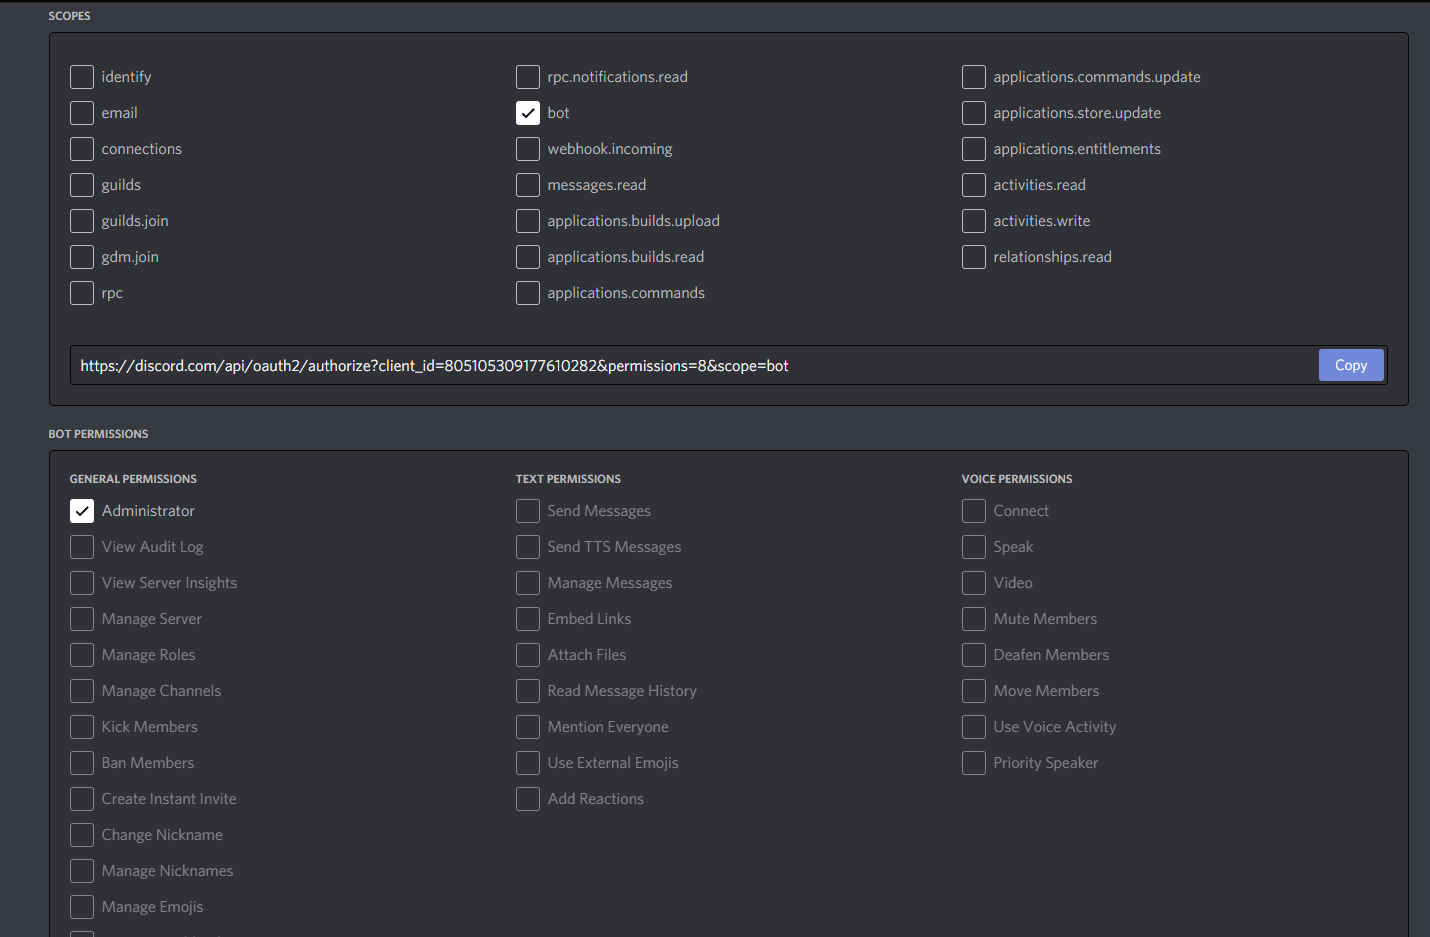 SCOPES
identify
email
connections
guilds
guilds.join
gdm.join
rpc
rpc.notifications.read
bot
webhook.incoming
messages.read
applications.builds.upload
applications.builds.read
applications.commands
applications.commands.update
applications.store.update
applications.entitlements
activities.read
activities.write
relationships.read
https://discord.com/api/oauth2/authorize?client_id=805105309177610282&permissions=8&scope=bot
Copy
BOT PERMISSIONS
GENERAL PERMISSIONS
Administrator
View Audit Log
View Server Insights
Manage Server
Manage Roles
Manage Channels
Kick Members
Ban Members
Create Instant Invite
Change Nickname
Manage Nicknames
Manage Emojis
TEXT PERMISSIONS
Send Messages
Send TTS Messages
Manage Messages
Embed Links
Attach Files
Read Message History
Mention Everyone
Use External Emojis
Add Reactions
VOICE PERMISSIONS
Connect
Speak
Video
Mute Members
Deafen Members
Move Members
Use Voice Activity
Priority Speaker